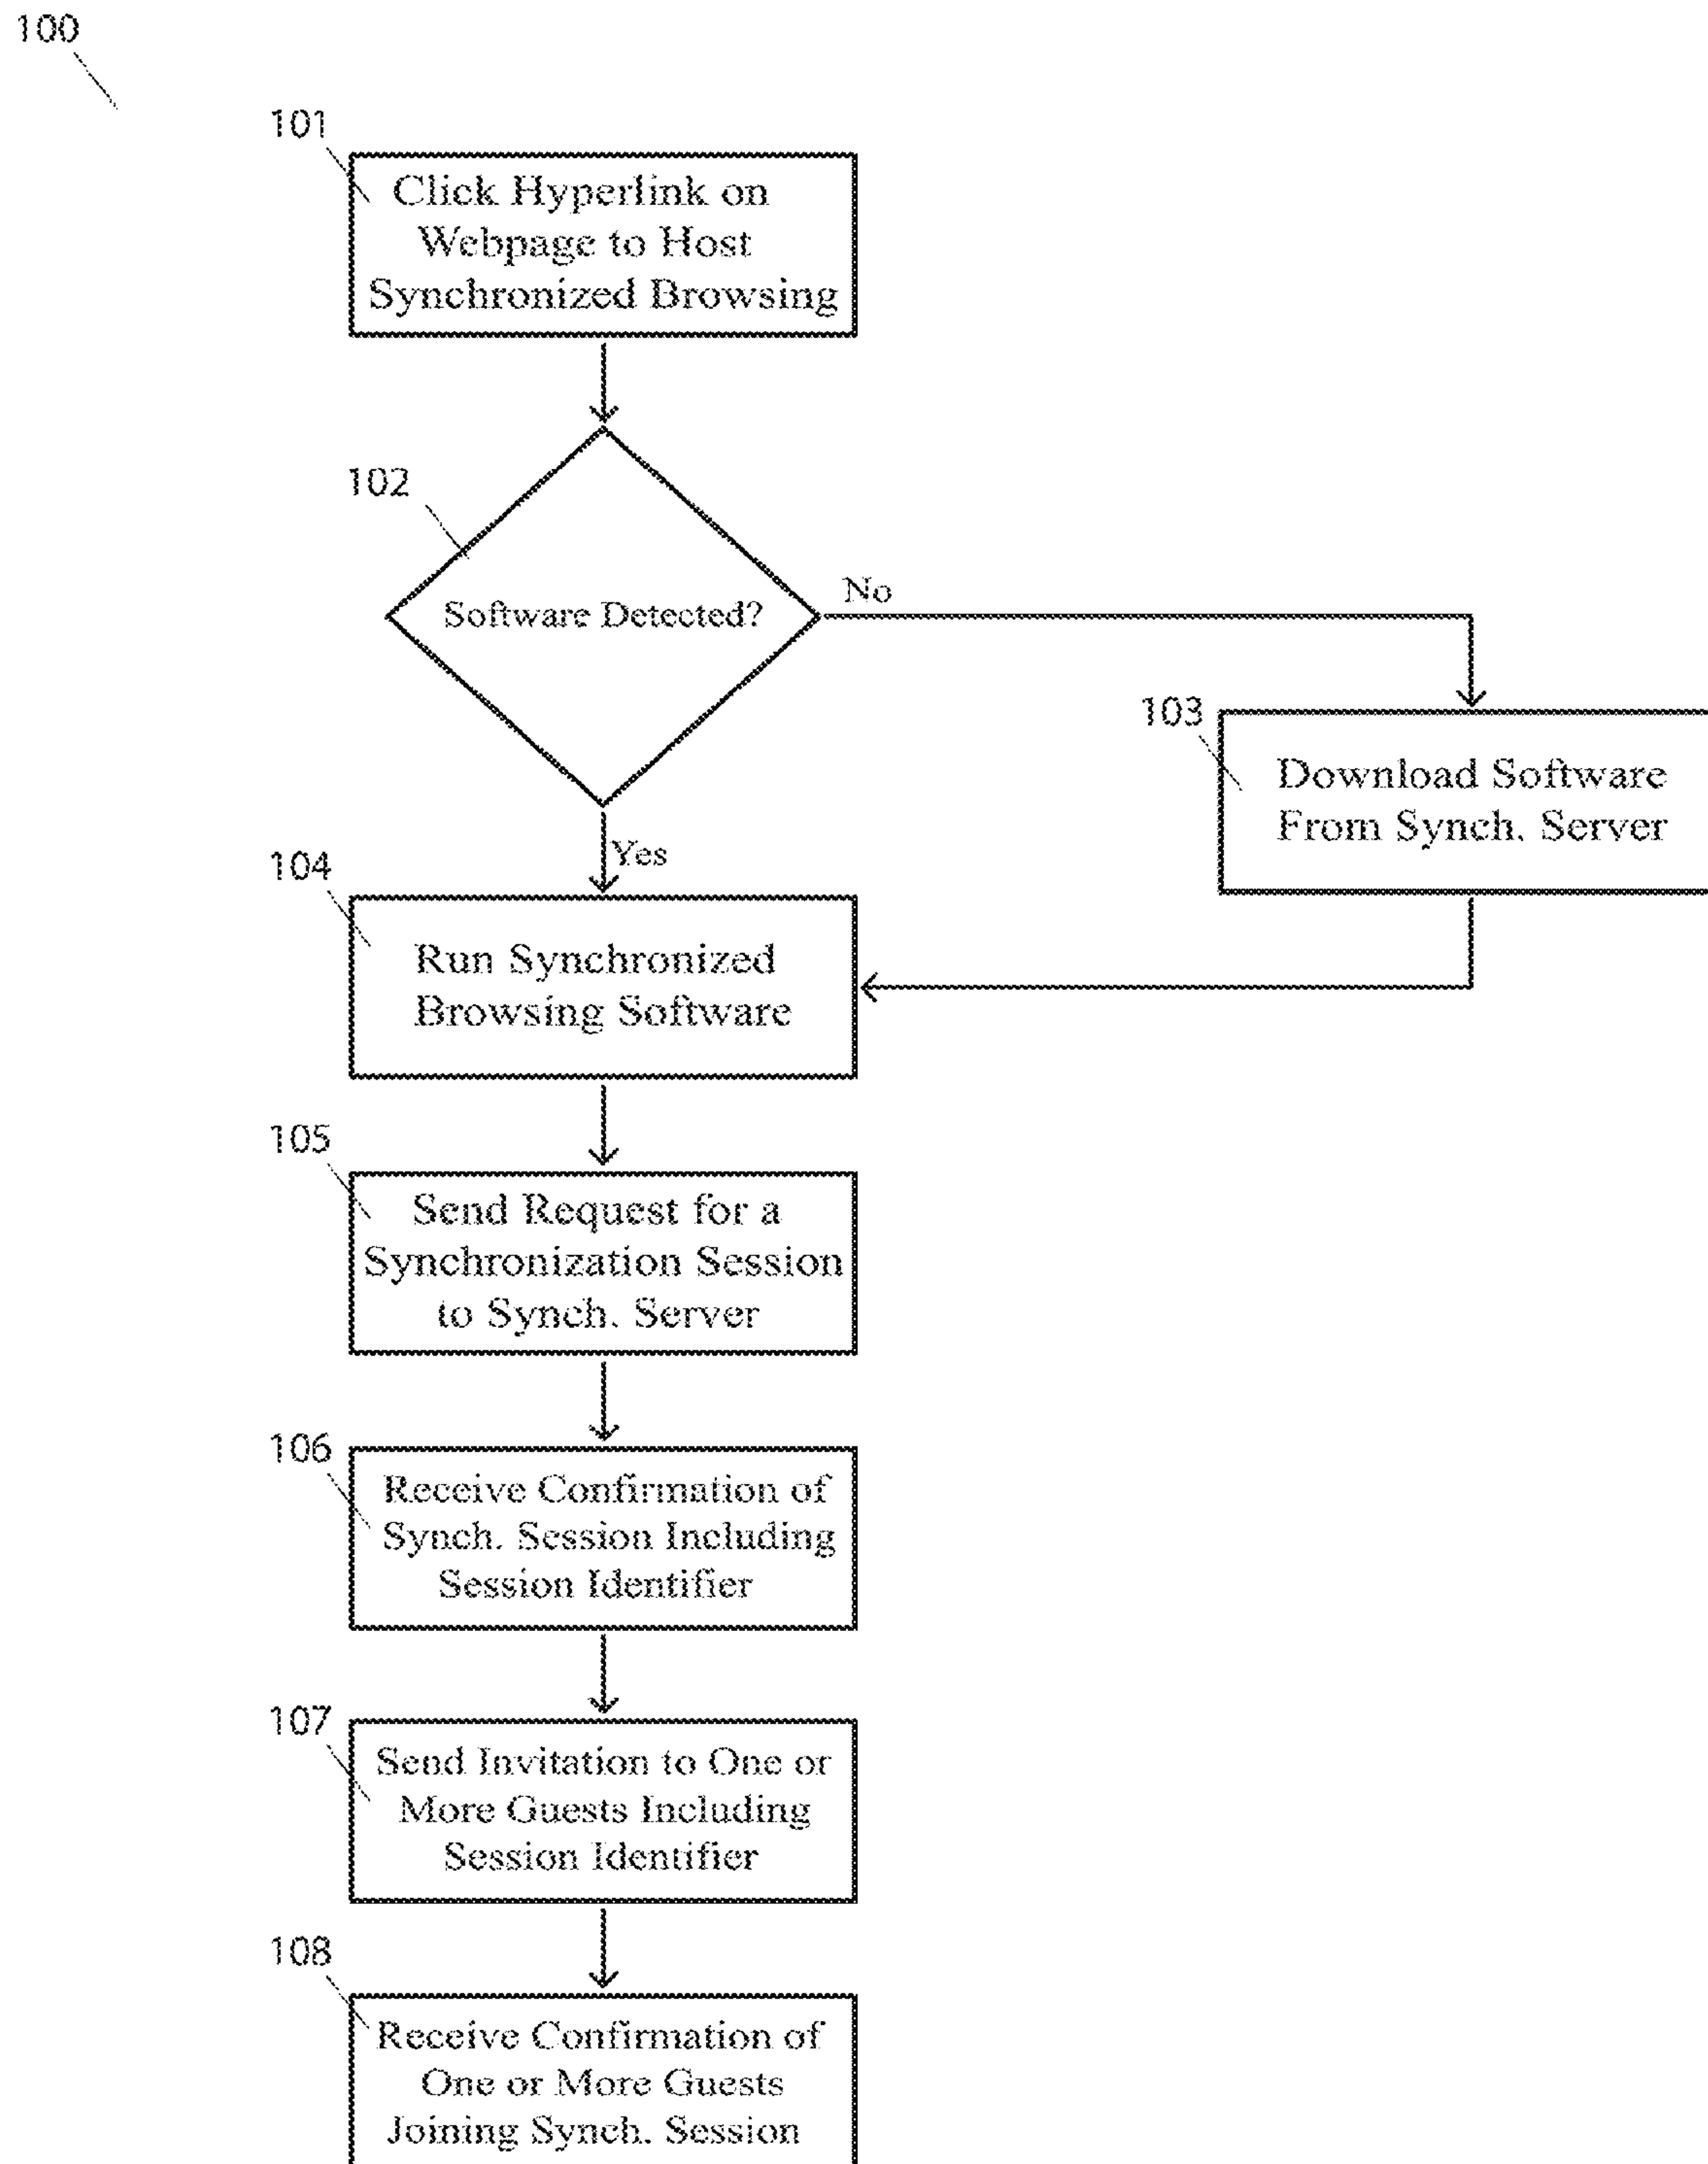 100
101
Click Hyperlink on
Webpage to Host
Synchronized Browsing
102
Software Detected?
No
103
Download Software
From Synch. Server
Yes
104
Run Synchronized
Browsing Software
105
Send Request for a
Synchronization Session
to Synch. Server
106
Receive Confirmation of
Synch. Session Including
Session Identifier
107
Send Invitation to One or
More Guests Including
Session Identifier
108
Receive Confirmation of
One or More Guests
Joining Synch. Session